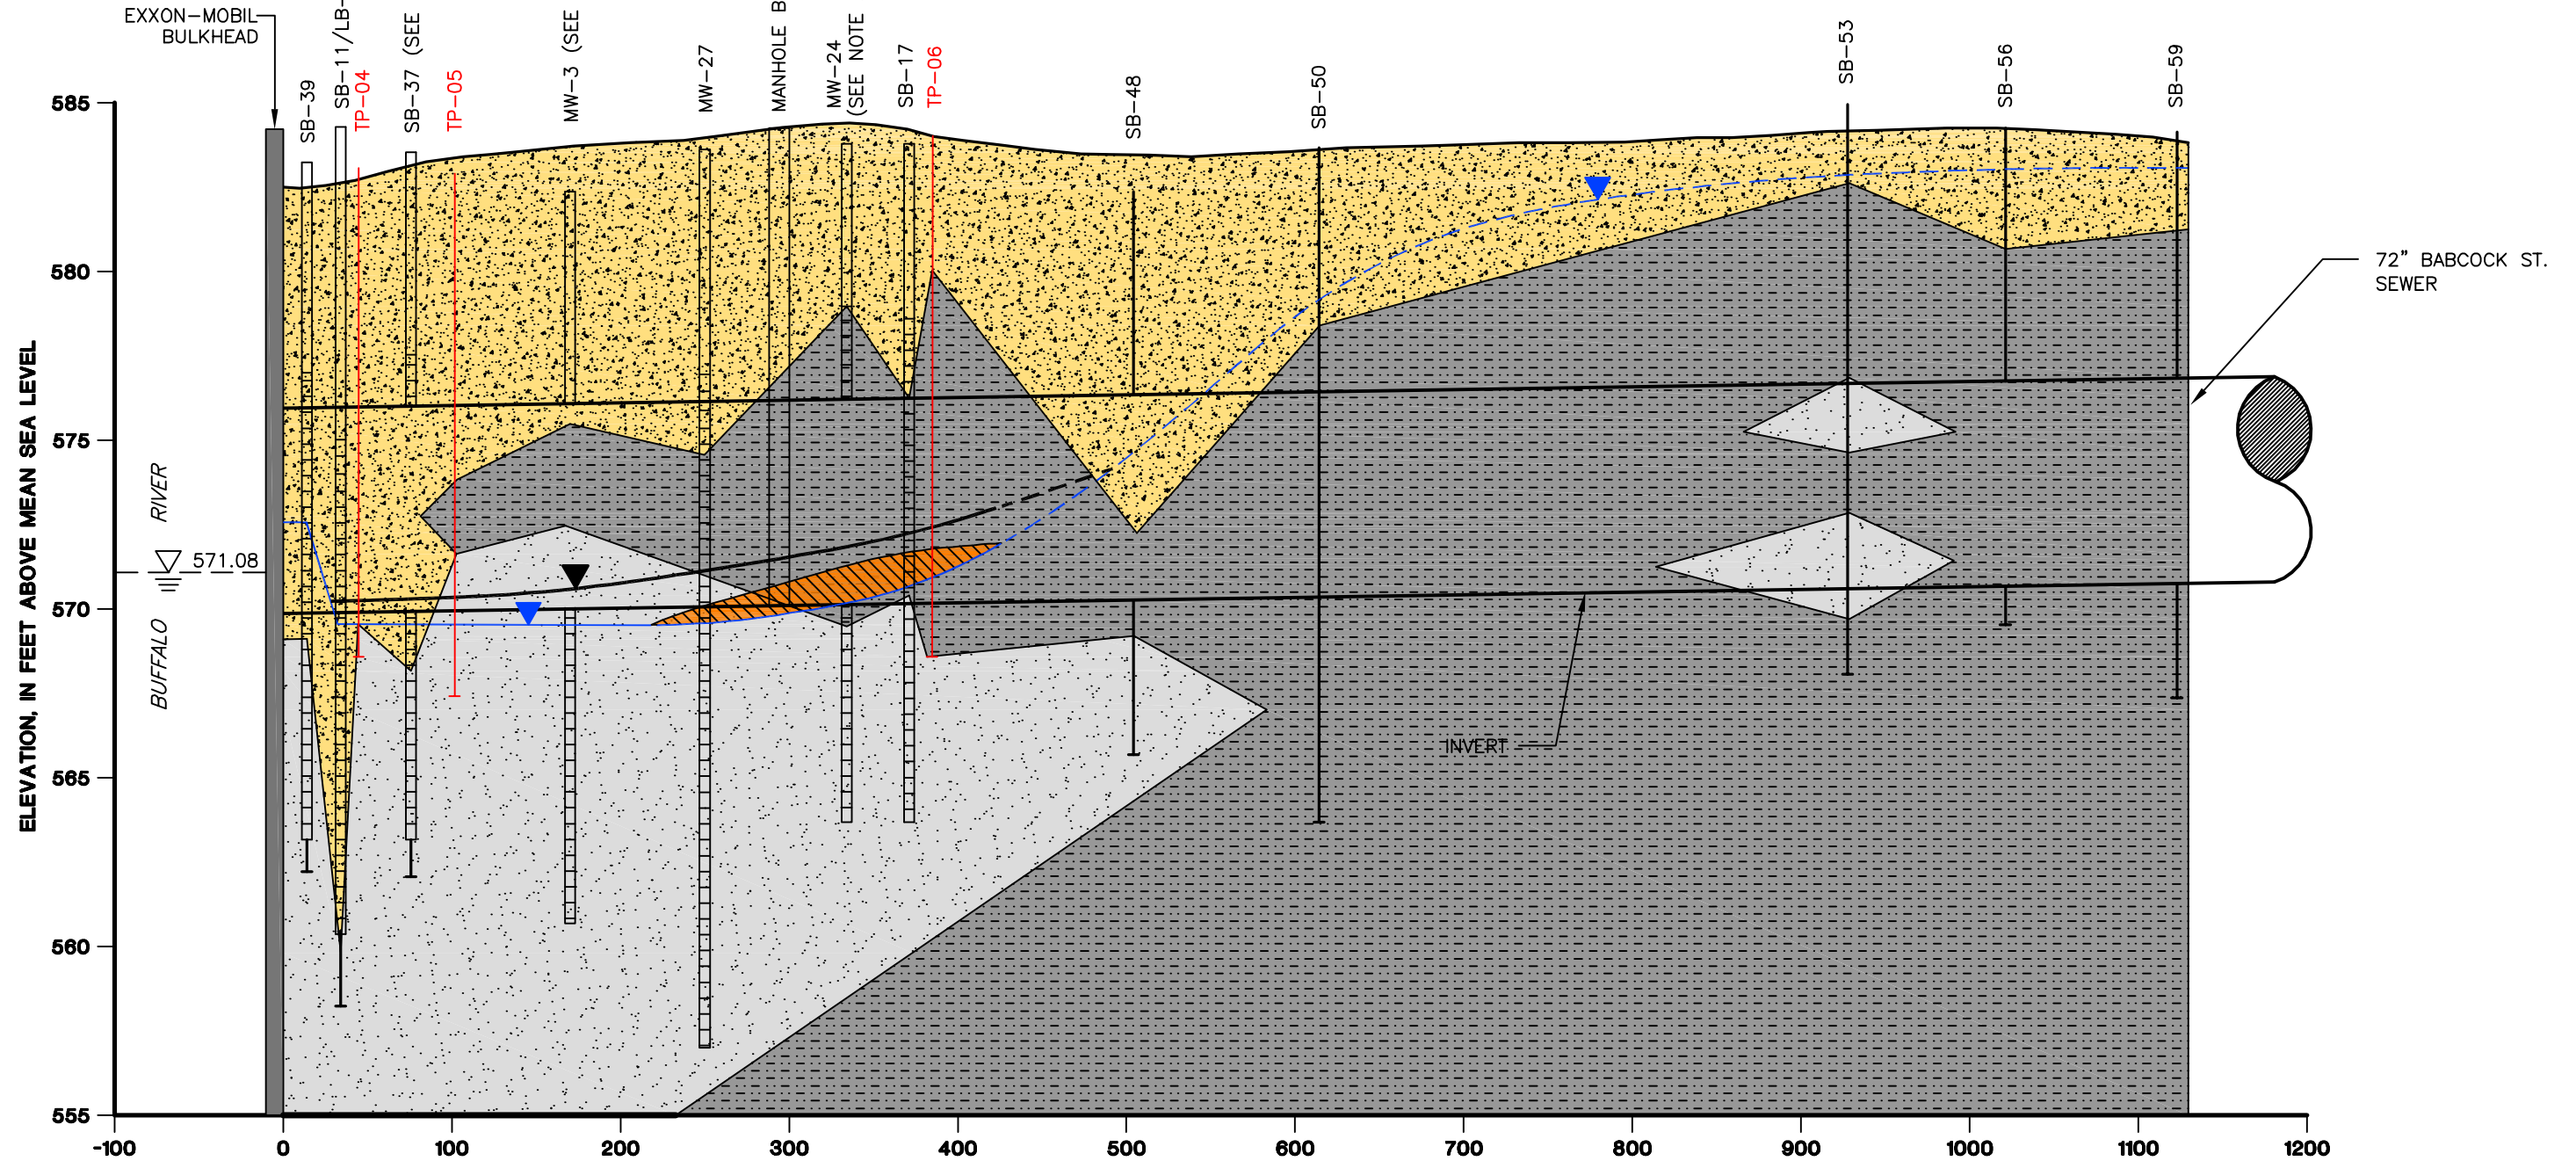 EXXON-MOBIL
BULKHEAD
SB-39
SB-11/LB-
TP-04
SB-37 (SEE
TP-05
MW-3 (SEE
MW-27
MANHOLE B
MW-24
(SEE NOTE
SB-17
TP-06
SB-48
SB-50
SB-53
SB-56
SB-59
585
580
575
570
565
560
555
ELEVATION, IN FEET ABOVE MEAN SEA LEVEL
BUFFALO RIVER
571.08
72" BABCOCK ST.
SEWER
INVERT
-100 0 100 200 300 400 500 600 700 800 900 1000 1100 1200